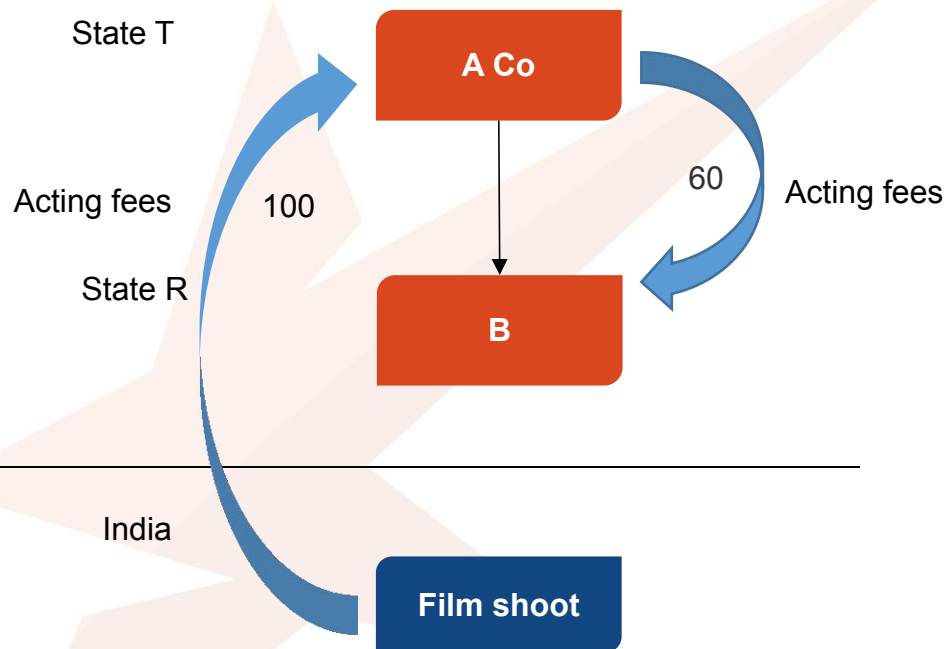 State T
A Co
Acting fees
100
60
Acting fees
State R
B
India
Film shoot